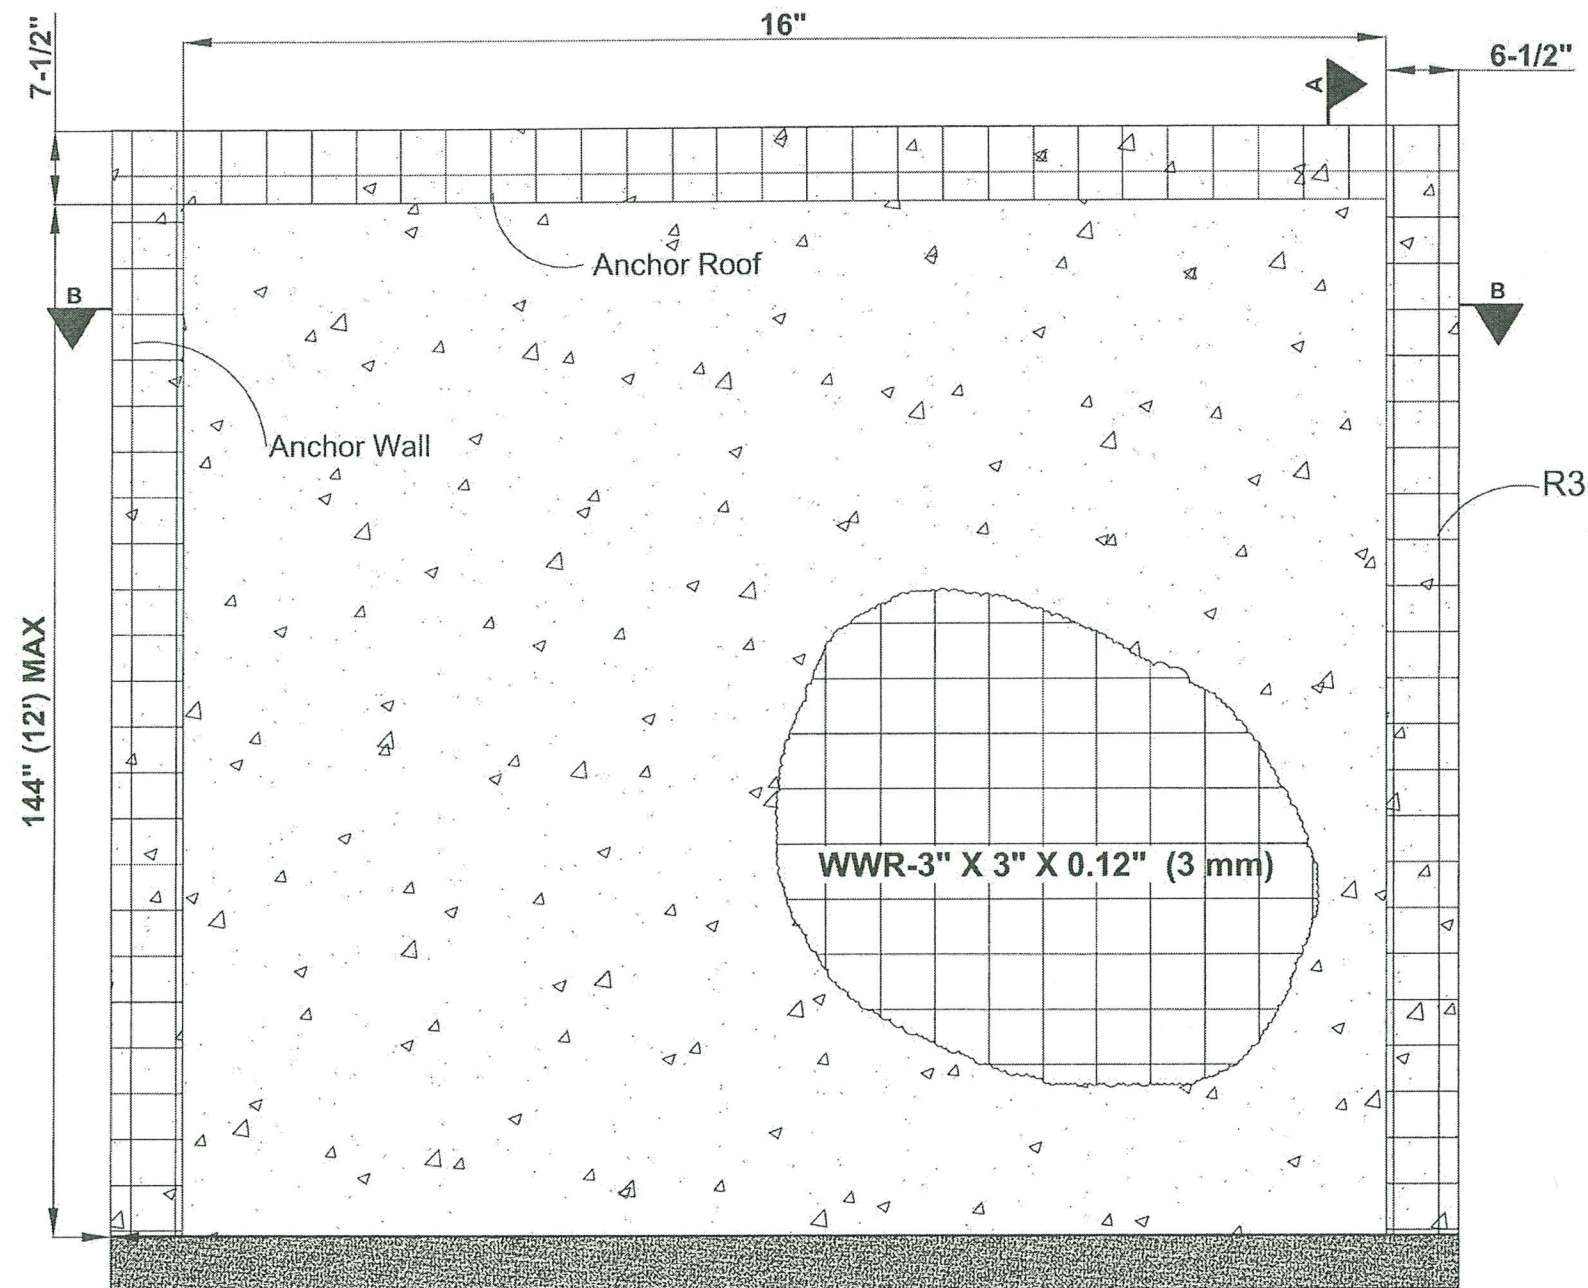 16"
7-1/2"
6-1/2"
A
Anchor Roof
B
B
Anchor Wall
R3
144" (12') MAX
WWR-3" X 3" X 0.12" (3 mm)